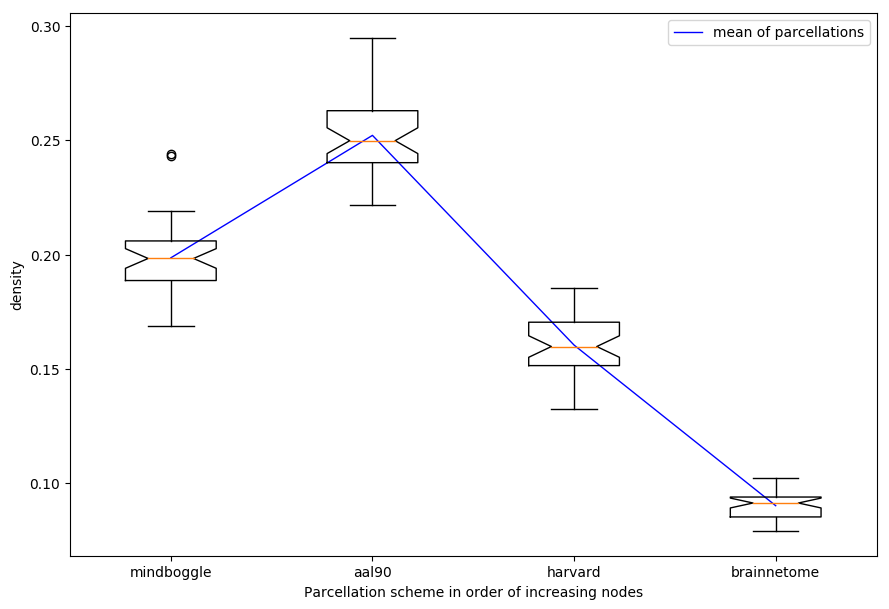 mean of parcellations
0.30
0.25
0.20
0.15
0.10
density
mindboggle aal90 harvard brainnetome
Parcellation scheme in order of increasing nodes